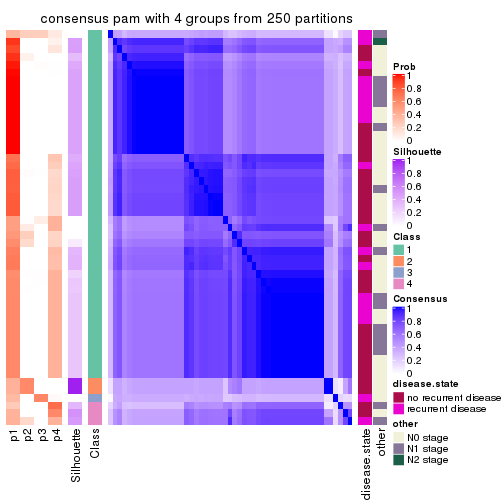 consensus pam with 4 groups from 250 partitions
Prob
1
0.8
0.6
0.4
0.2
0
Silhouette
1
0.8
0.6
0.4
0.2
0
Class
1
2
3
4
Consensus
1
0.8
0.6
0.4
0.2
0
disease.state
no recurrent disease
recurrent disease
other
N0 stage
N1 stage
N2 stage
p1
p2
p3
p4
Silhouette
Class
disease.state
other